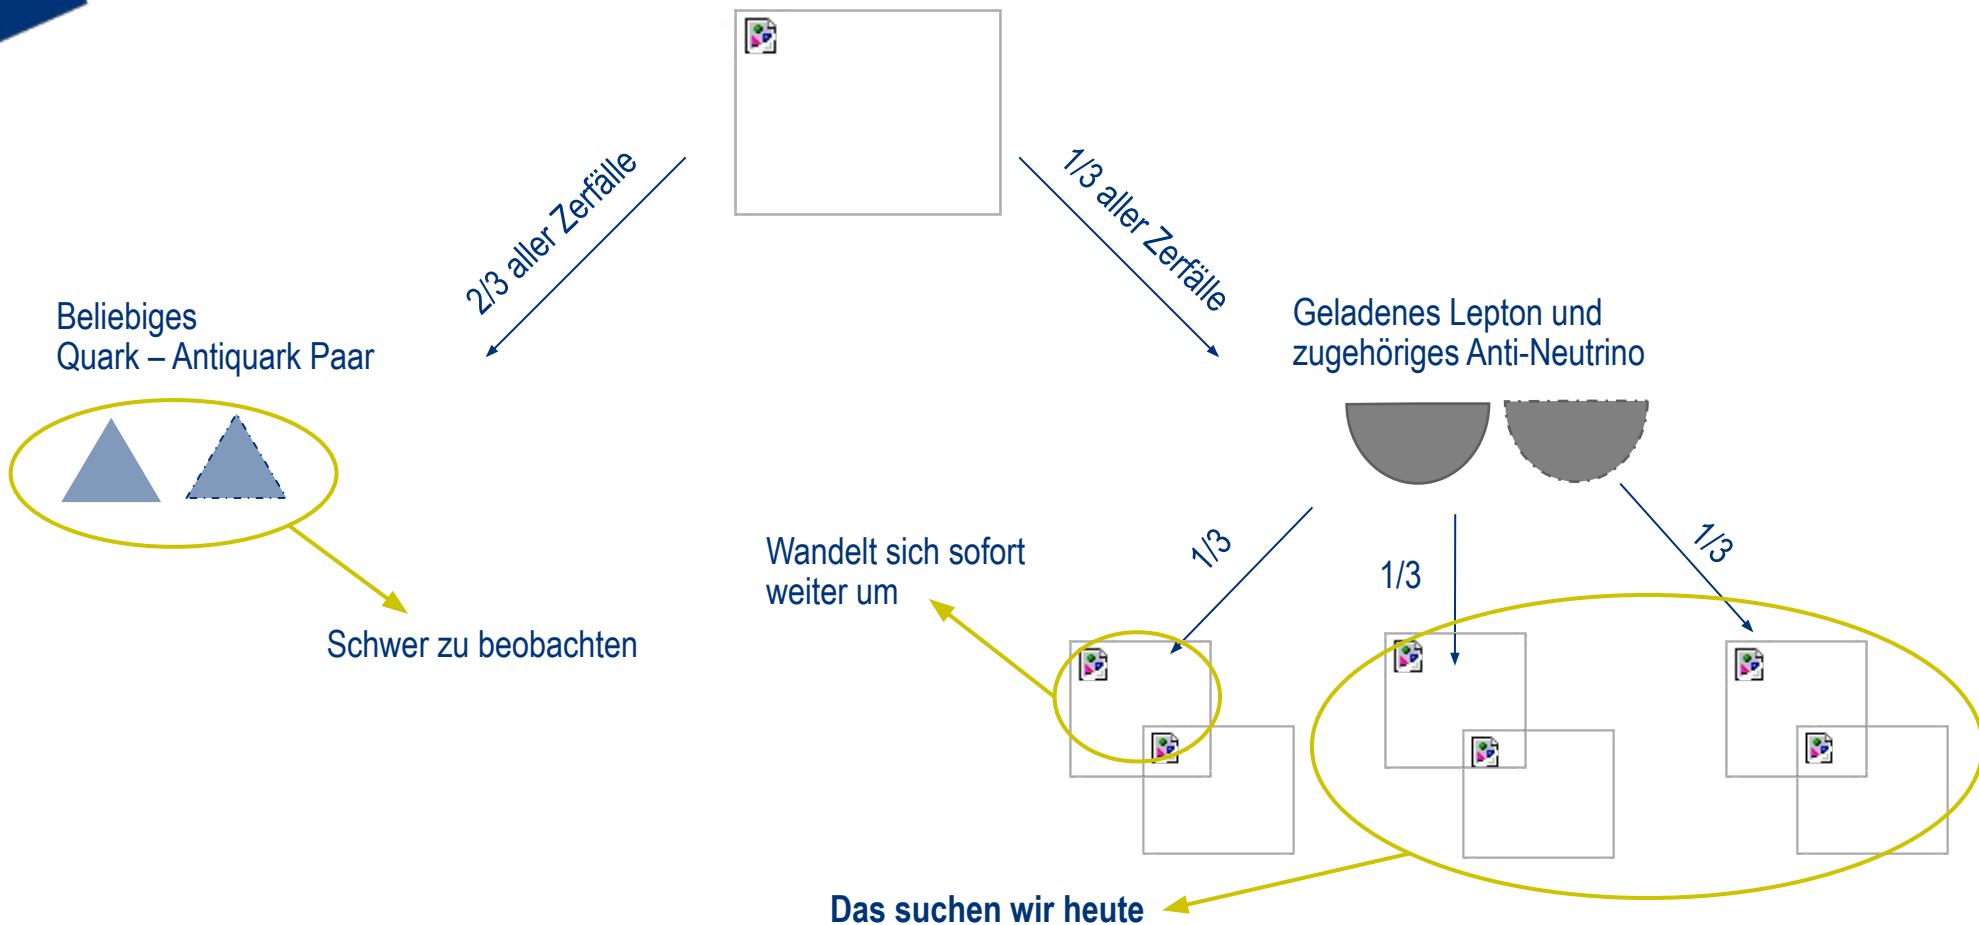 2/3 aller Zerfälle
1/3 aller Zerfälle
Beliebiges
Quark – Antiquark Paar
Geladenes Lepton und
zugehöriges Anti-Neutrino
Wandelt sich sofort
weiter um
1/3
1/3
1/3
Schwer zu beobachten
Das suchen wir heute